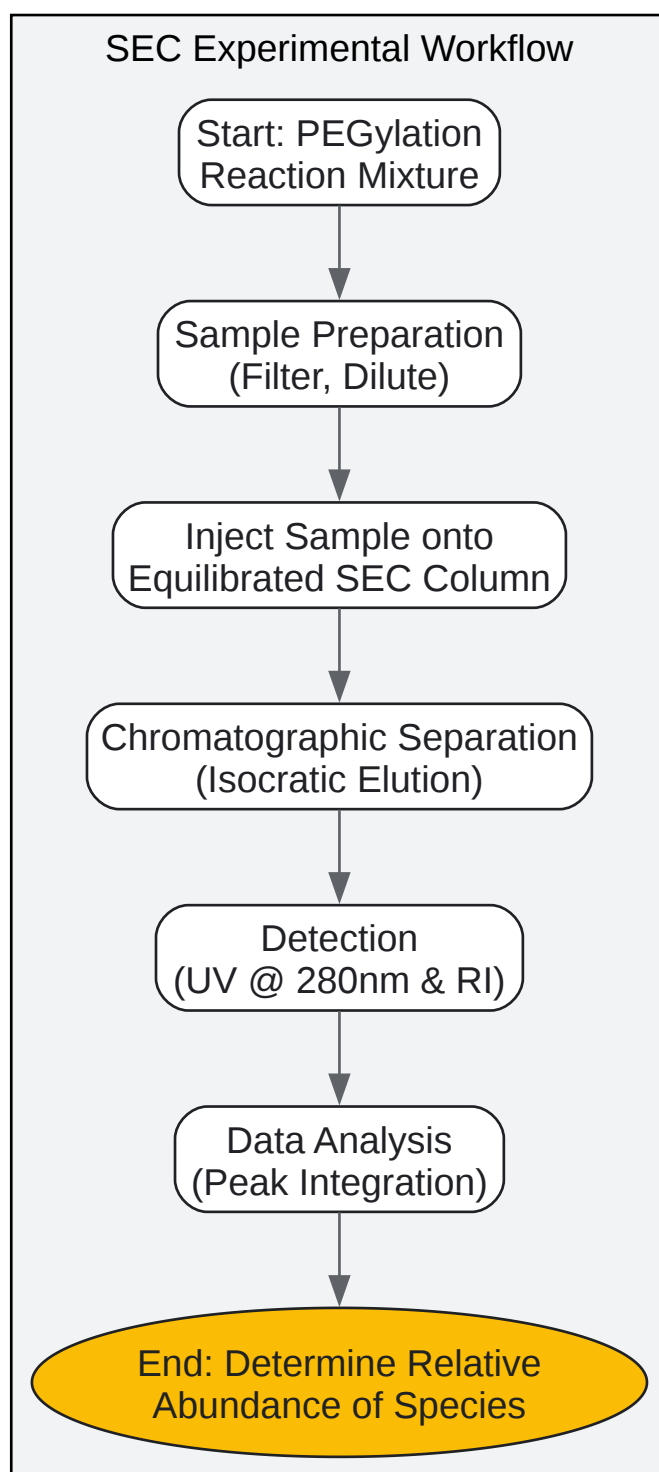 SEC Experimental Workflow
Start: PEGylation
Reaction Mixture
Sample Preparation
(Filter, Dilute)
Inject Sample onto
Equilibrated SEC Column
Chromatographic Separation
(Isocratic Elution)
Detection
(UV @ 280nm & RI)
Data Analysis
(Peak Integration)
End: Determine Relative
Abundance of Species